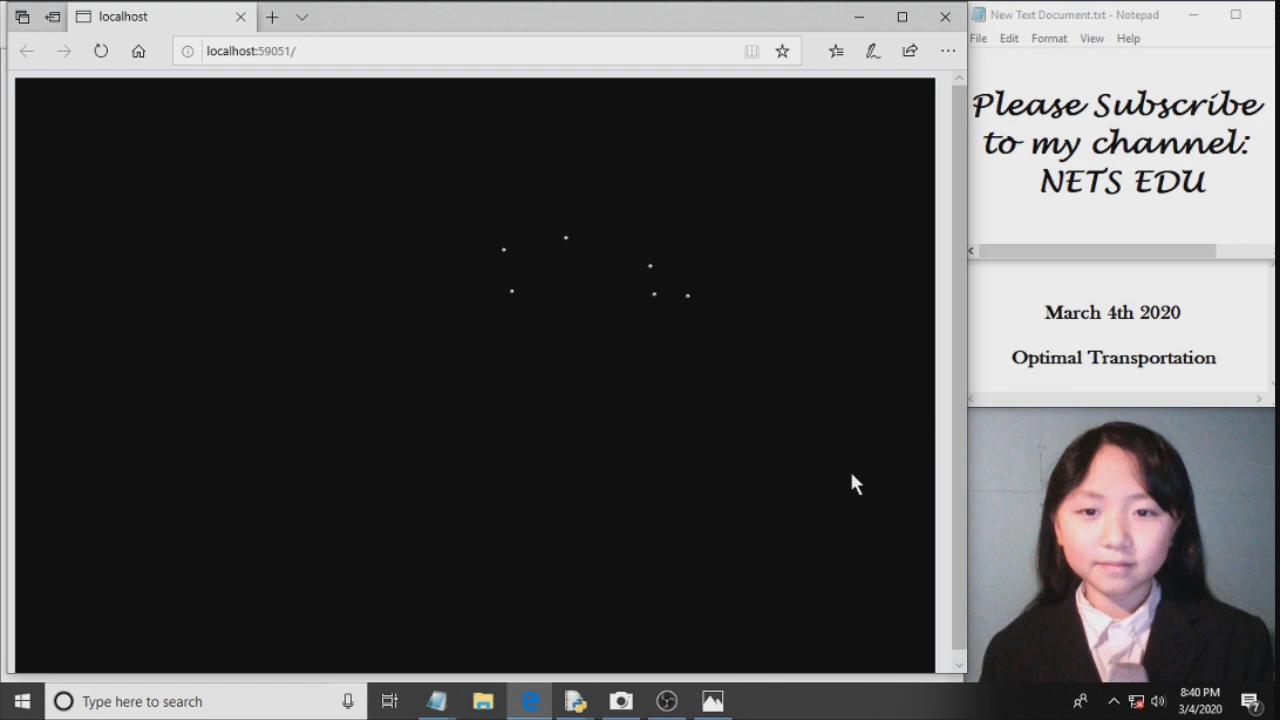 localhost
localhost:59051/
New Text Document.txt - Notepad
File Edit Format View Help
Please Subscribe
to my channel:
NETS EDU
March 4th 2020
Optimal Transportation
Type here to search
8:40 PM
3/4/2020
7